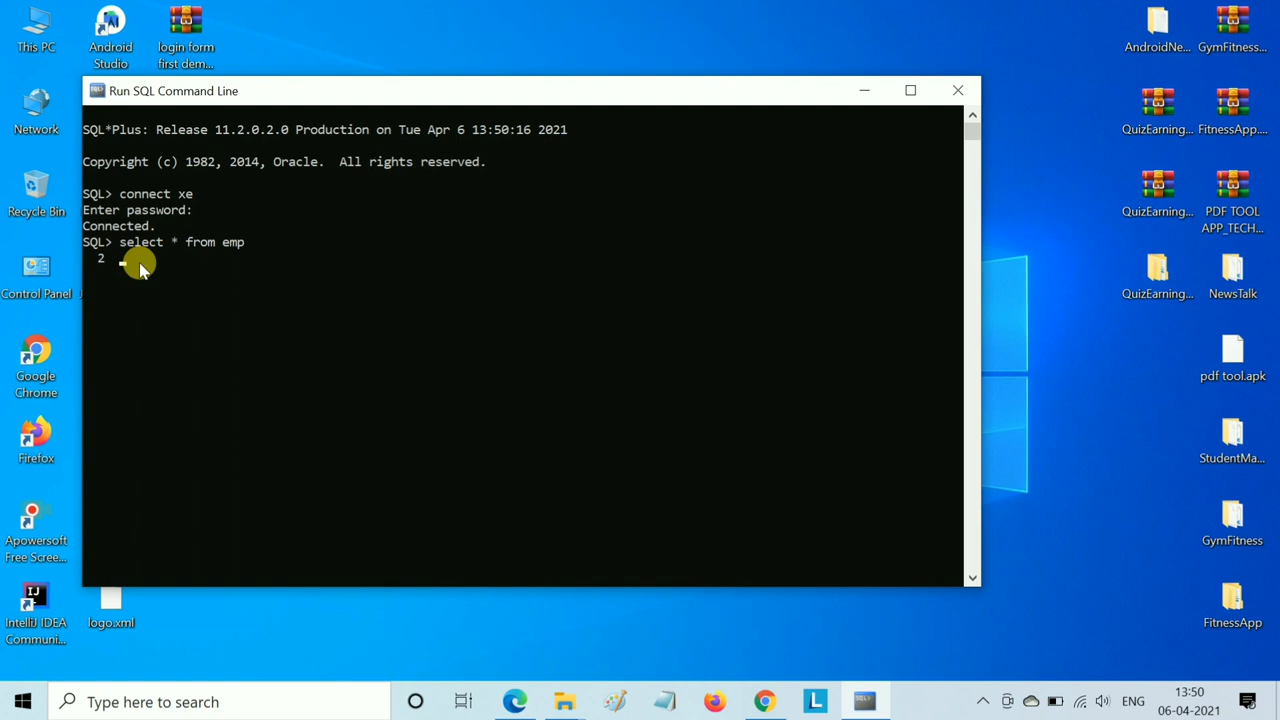 This PC
Android
Studio
login form
first dem...
AndroidNe...
GymFitness...
Run SQL Command Line
Network
QuizEarning...
FitnessApp....
SQL*Plus: Release 11.2.0.2.0 Production on Tue Apr 6 13:50:16 2021
Copyright (c) 1982, 2014, Oracle.  All rights reserved.
SQL> connect xe
Enter password:
Connected.
SQL> select * from emp
2
Recycle Bin
QuizEarning...
PDF TOOL
APP_TECH...
Control Panel
QuizEarning...
NewsTalk
Google
Chrome
pdf tool.apk
Firefox
StudentMa...
Apowersoft
Free Scree...
GymFitness
IJ
IntelliJ IDEA
Communi...
logo.xml
FitnessApp
Type here to search
L
ENG
13:50
06-04-2021